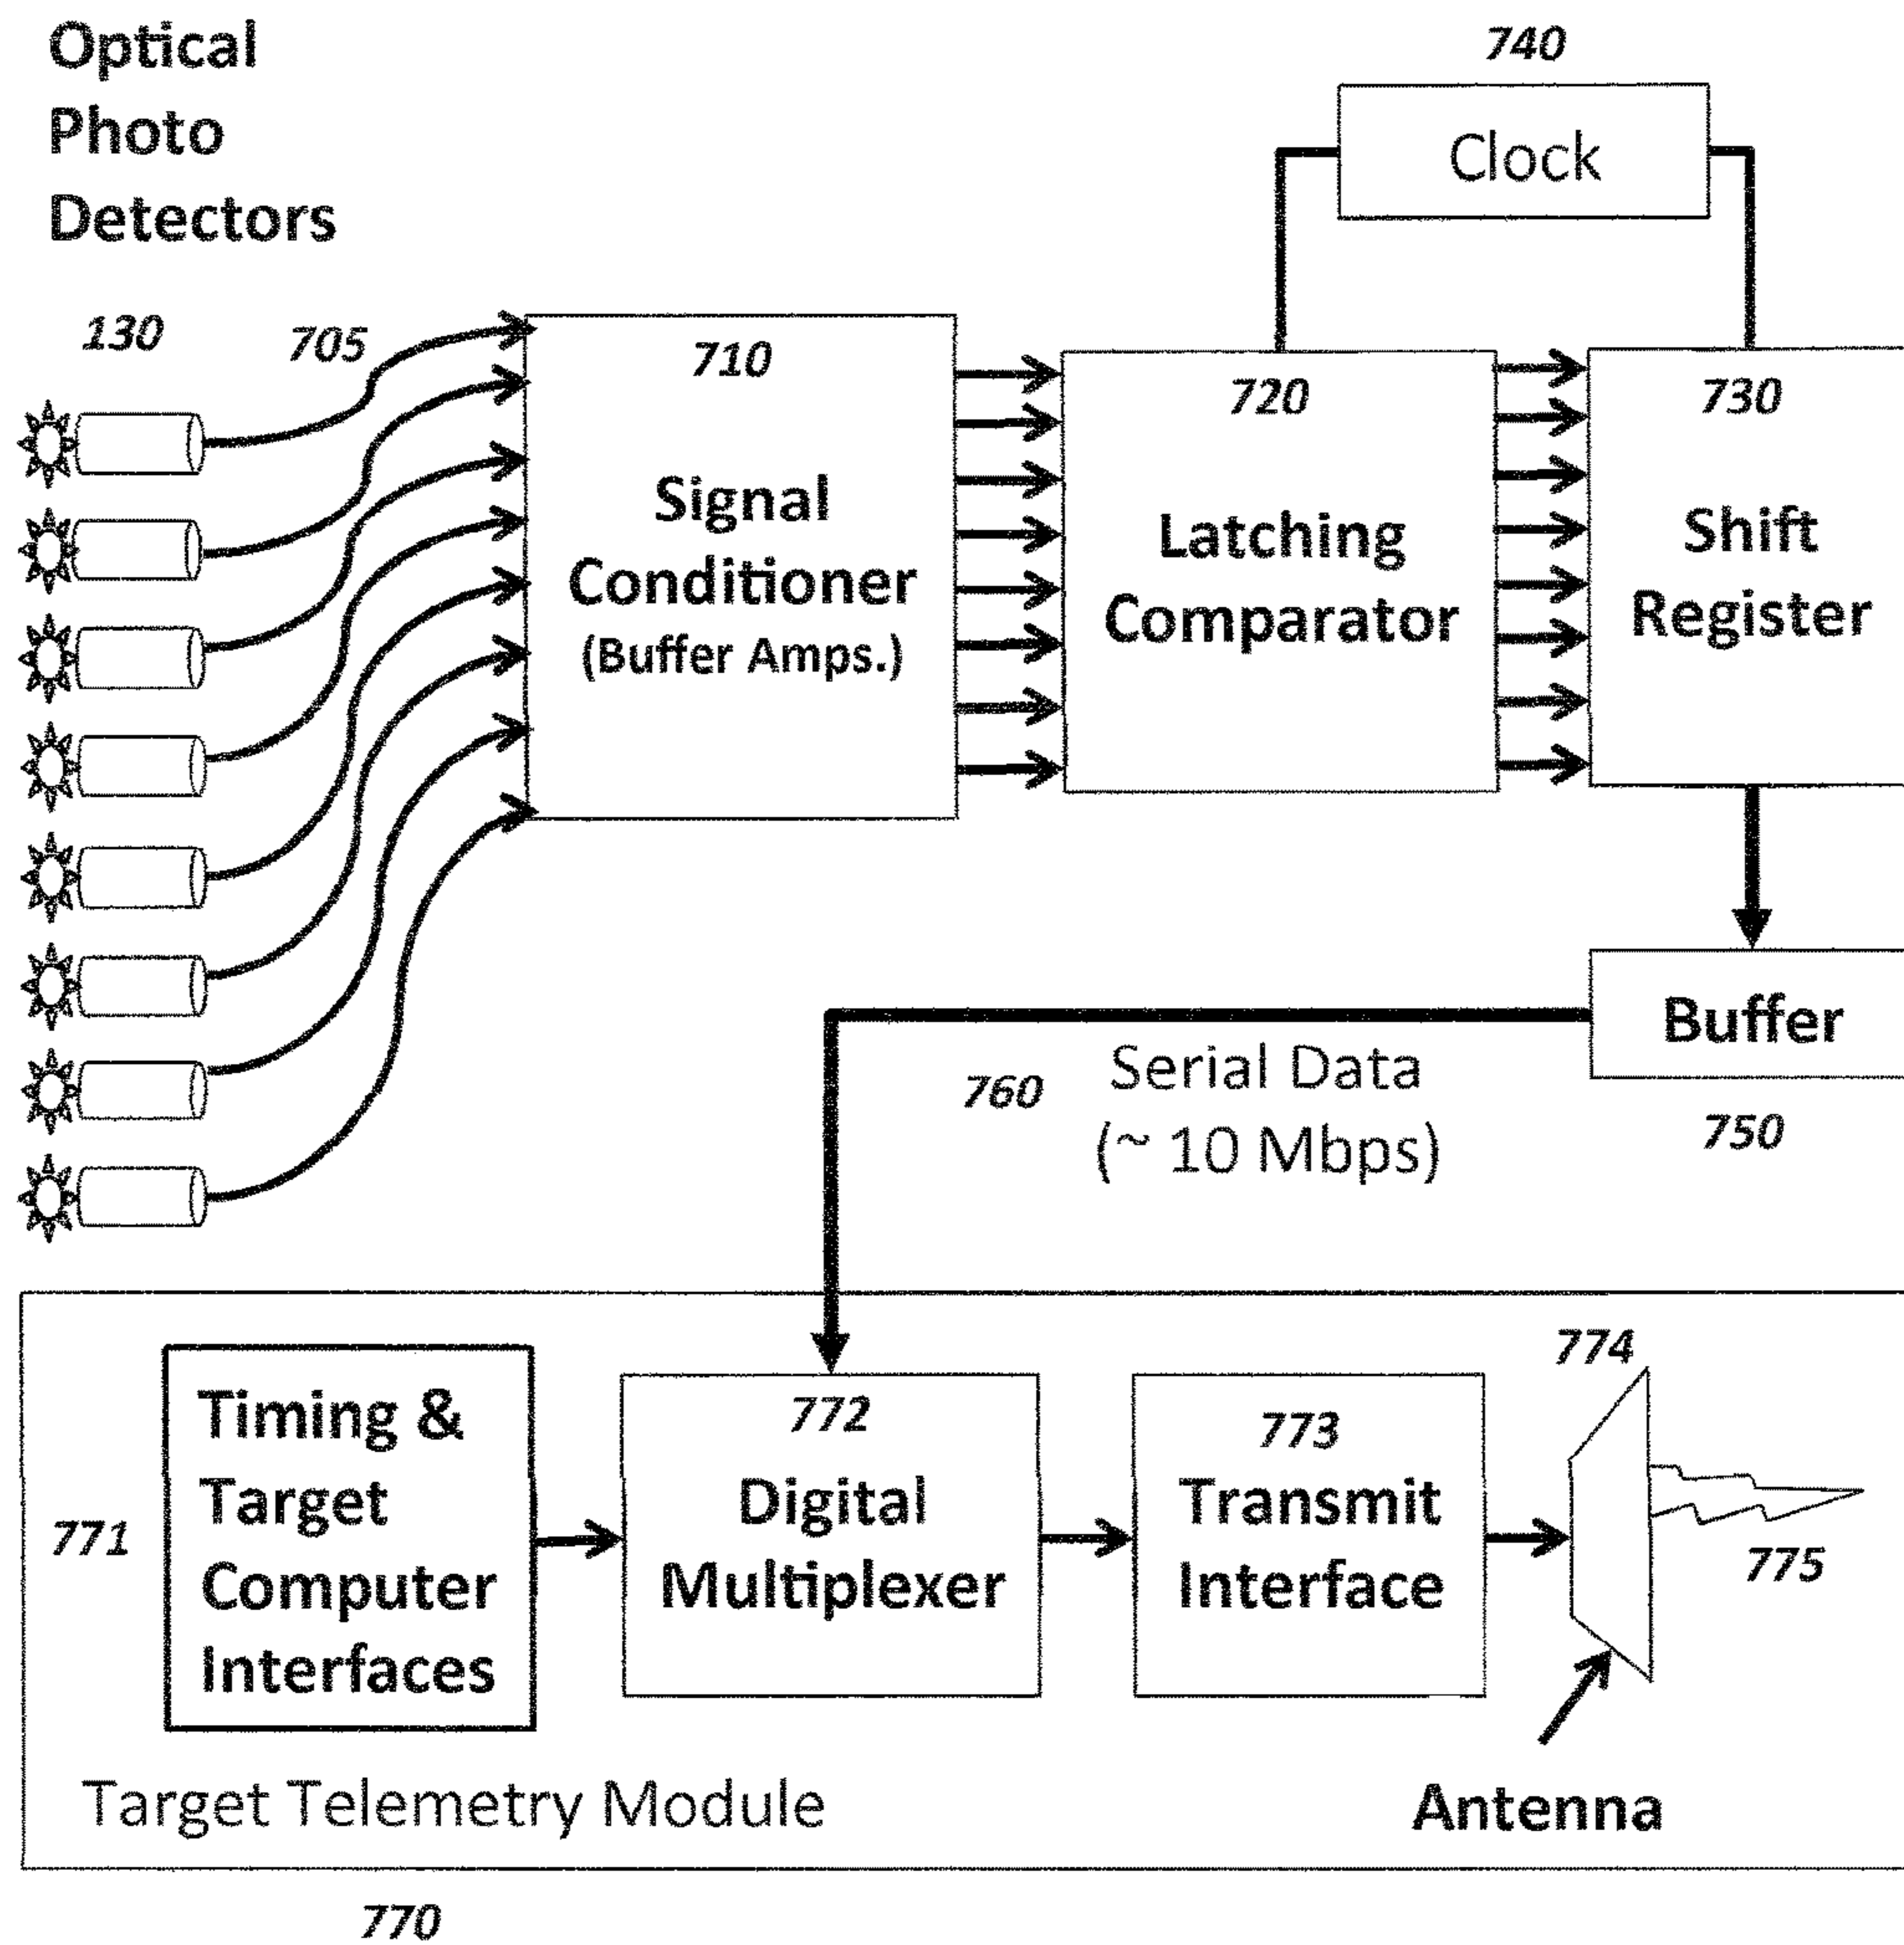 Optical
Photo
Detectors
740
Clock
130
705
710
Signal
Conditioner
(Buffer Amps.)
720
Latching
Comparator
730
Shift
Register
Buffer
750
760
Serial Data
(~ 10 Mbps)
771
Timing &
Target
Computer
Interfaces
772
Digital
Multiplexer
773
Transmit
Interface
774
775
Antenna
Target Telemetry Module
770